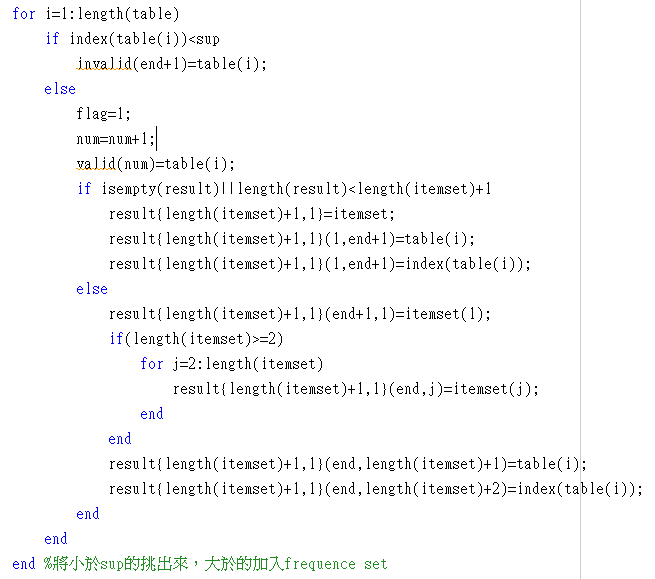 for i=1:length(table)
    if index(table(i))<sup
        invalid(end+1)=table(i);
    else
        flag=1;
        num=num+1;
        valid(num)=table(i);
        if isempty(result)||length(result)<length(itemset)+1
            result{length(itemset)+1,1}=itemset;
            result{length(itemset)+1,1}(1,end+1)=table(i);
            result{length(itemset)+1,1}(1,end+1)=index(table(i));
        else
            result{length(itemset)+1,1}(end+1,1)=itemset(1);
            if(length(itemset)>=2)
                for j=2:length(itemset)
                    result{length(itemset)+1,1}(end,j)=itemset(j);
                end
            end
            result{length(itemset)+1,1}(end,length(itemset)+1)=table(i);
            result{length(itemset)+1,1}(end,length(itemset)+2)=index(table(i));
        end
    end
end %將小於sup的挑出來，大於的加入frequence set